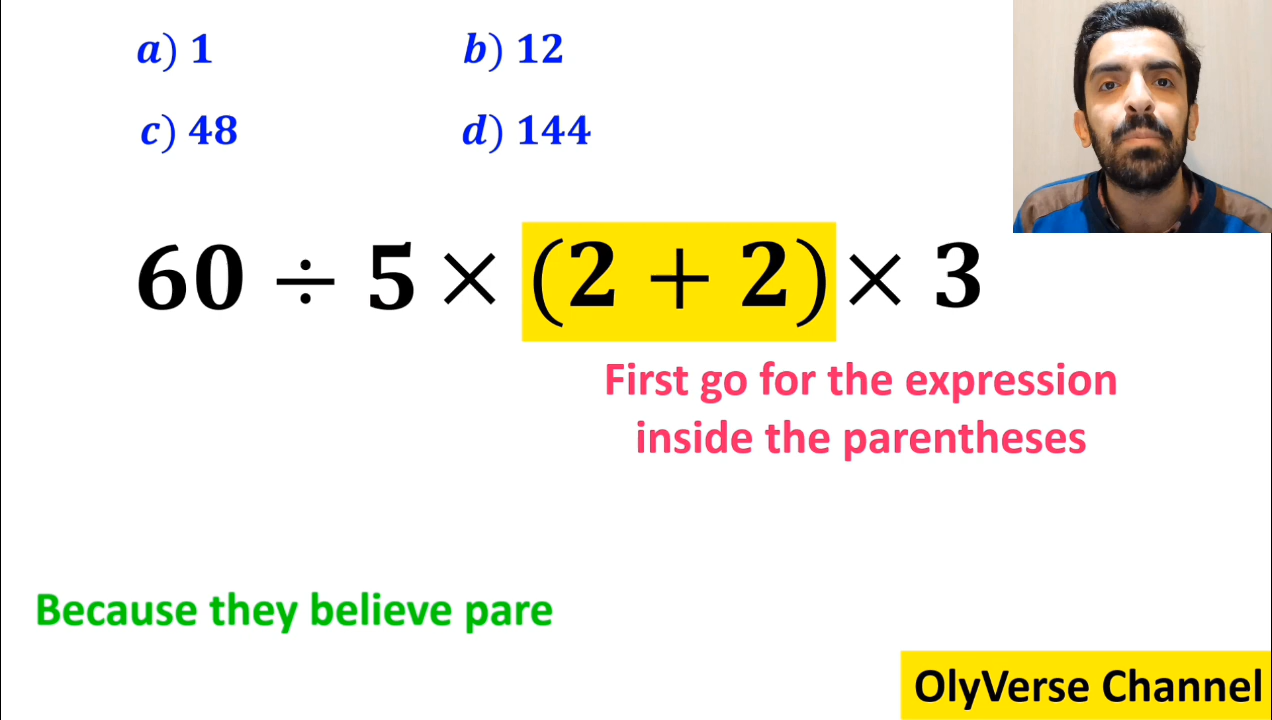 a) 1 b) 12
c) 48 d) 144
60 ÷ 5 × (2 + 2) × 3
First go for the expression
inside the parentheses
Because they believe pare
OlyVerse Channel